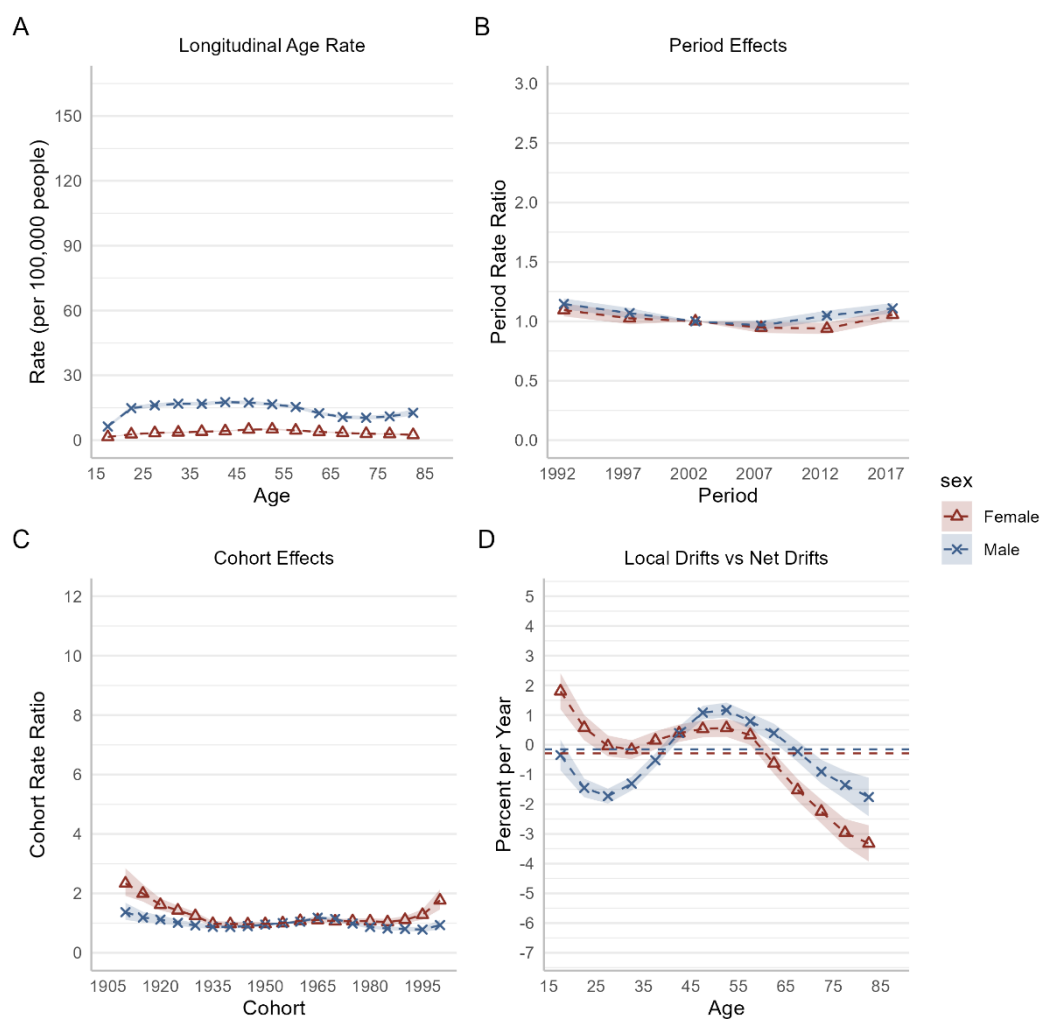 A
Longitudinal Age Rate
Rate (per 100,000 people)
150
120
90
60
30
0
15 25 35 45 55 65 75 85
Age
B
Period Effects
Period Rate Ratio
3.0
2.5
2.0
1.5
1.0
0.5
0.0
1992 1997 2002 2007 2012 2017
Period
sex
Female
Male
C
Cohort Effects
Cohort Rate Ratio
12
10
8
6
4
2
0
1905 1920 1935 1950 1965 1980 1995
Cohort
D
Local Drifts vs Net Drifts
Percent per Year
5
4
3
2
1
0
-1
-2
-3
-4
-5
-6
-7
15 25 35 45 55 65 75 85
Age